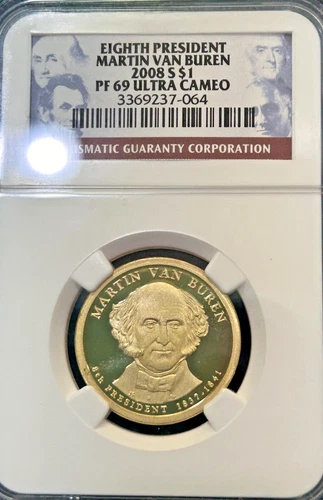 EIGHTH PRESIDENT
MARTIN VAN BUREN
2008 S $1
PF 69 ULTRA CAMEO
3369237-064
NUMISMATIC GUARANTY CORPORATION
MARTIN VAN BUREN
8th PRESIDENT 1837-1841